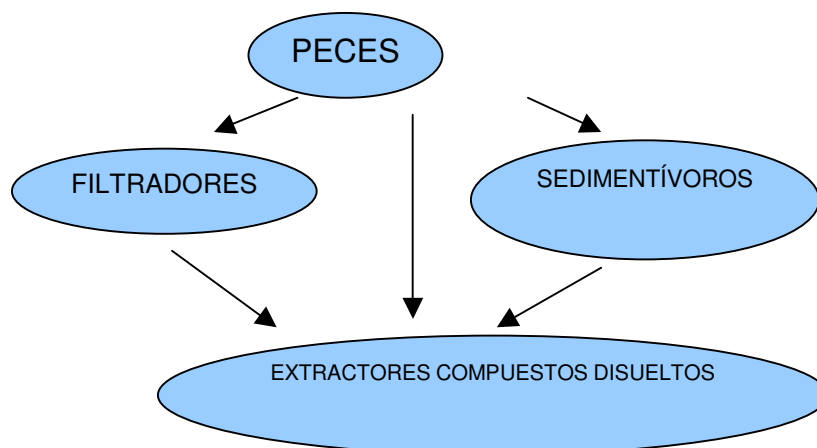 PECES
FILTRADORES
SEDIMENTÍVOROS
EXTRACTORES COMPUESTOS DISUELTOS